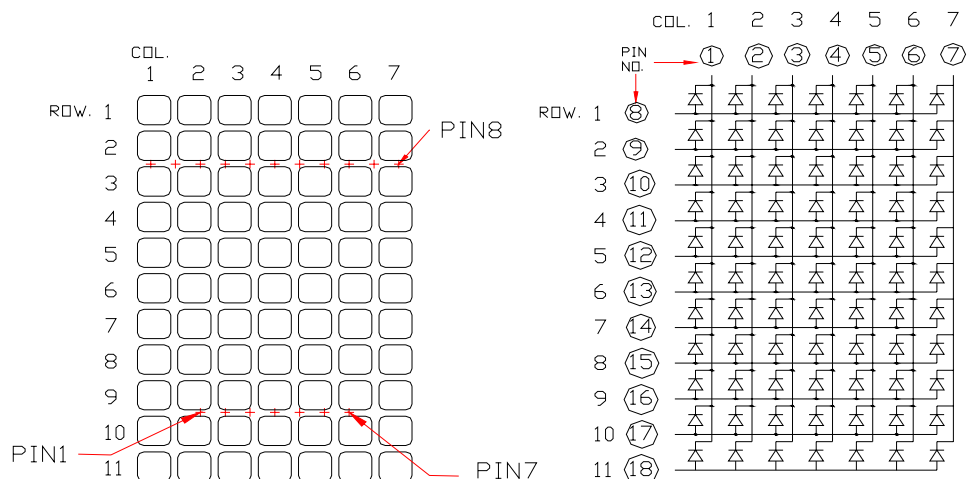 COL.
1 2 3 4 5 6 7
ROW. 1
2
3
4
5
6
7
8
9
10
11
PIN8
PIN1
PIN7
COL. 1 2 3 4 5 6 7
PIN NO. 1 2 3 4 5 6 7
ROW. 1 8
2 9
3 10
4 11
5 12
6 13
7 14
8 15
9 16
10 17
11 18